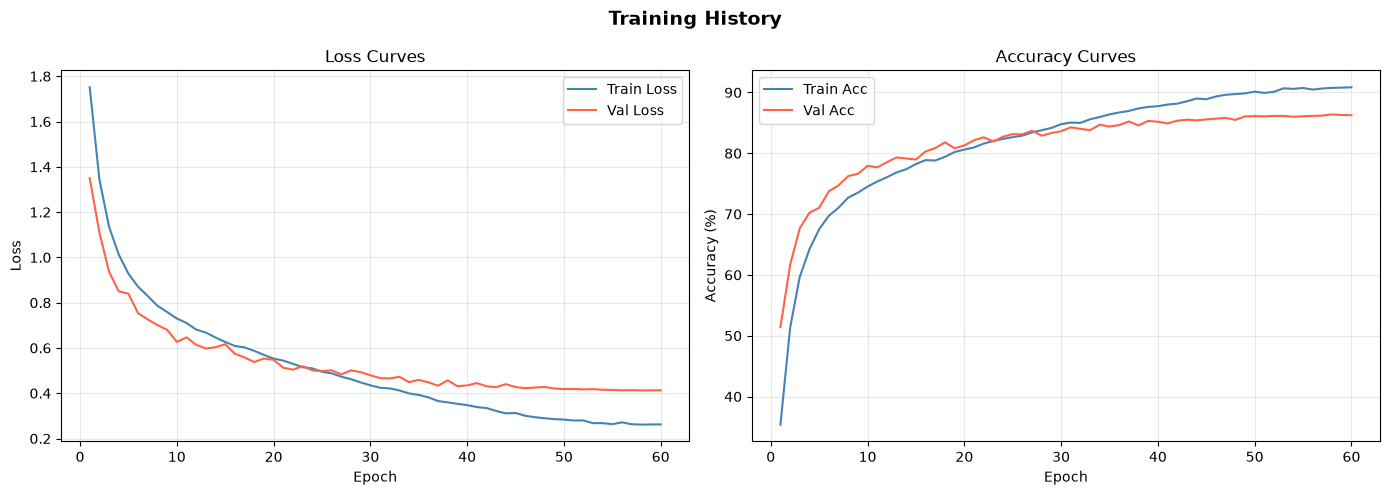 Training History
Loss Curves
Train Loss
Val Loss
1.8
1.6
1.4
1.2
1.0
0.8
0.6
0.4
0.2
Loss
0 10 20 30 40 50 60
Epoch
Accuracy Curves
Train Acc
Val Acc
90
80
70
60
50
40
Accuracy (%)
0 10 20 30 40 50 60
Epoch